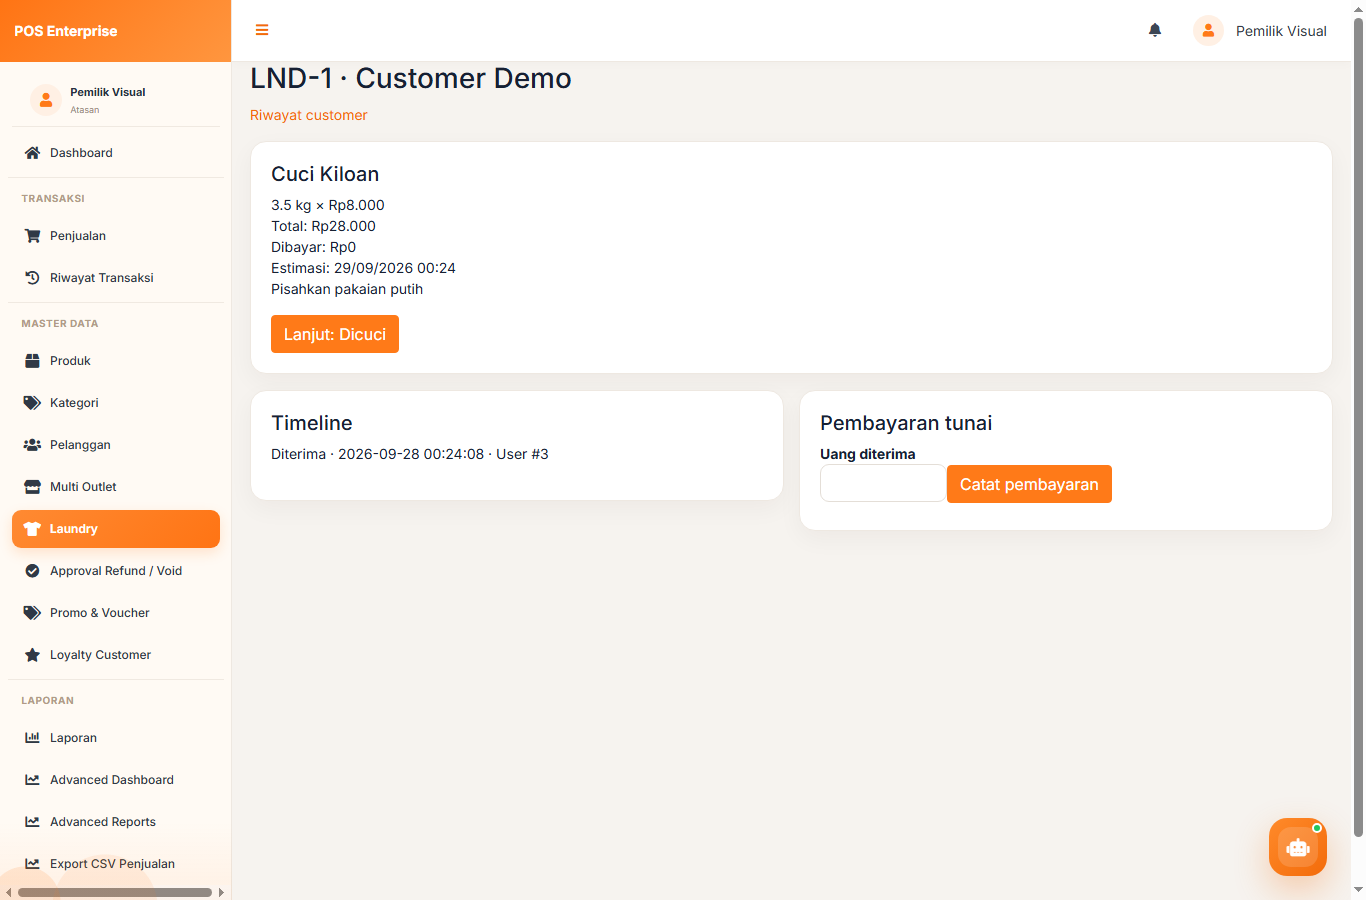 POS Enterprise
Pemilik Visual
Pemilik Visual
Atasan
Dashboard
TRANSAKSI
Penjualan
Riwayat Transaksi
MASTER DATA
Produk
Kategori
Pelanggan
Multi Outlet
Laundry
Approval Refund / Void
Promo & Voucher
Loyalty Customer
LAPORAN
Laporan
Advanced Dashboard
Advanced Reports
Export CSV Penjualan
LND-1 · Customer Demo
Riwayat customer
Cuci Kiloan
3.5 kg × Rp8.000
Total: Rp28.000
Dibayar: Rp0
Estimasi: 29/09/2026 00:24
Pisahkan pakaian putih
Lanjut: Dicuci
Timeline
Diterima · 2026-09-28 00:24:08 · User #3
Pembayaran tunai
Uang diterima
Catat pembayaran